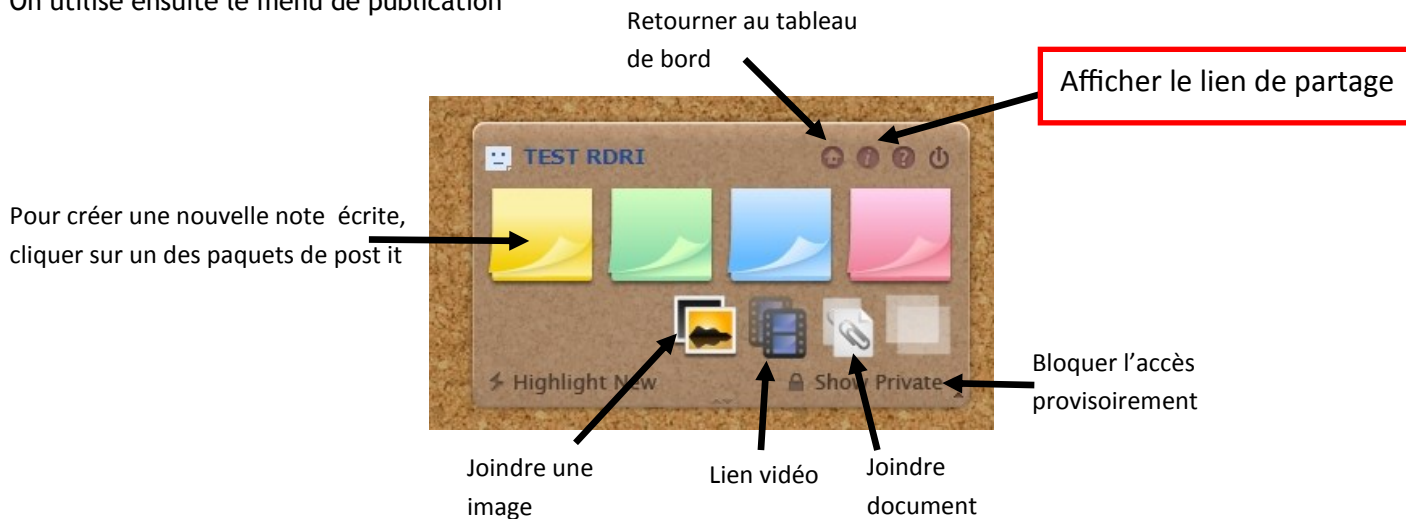 On utilise ensuite le menu de publication
Retourner au tableau
de bord
Afficher le lien de partage
TEST RDRI
Pour créer une nouvelle note écrite,
cliquer sur un des paquets de post it
Highlight New
Show Private
Bloquer l’accès
provisoirement
Joindre une
image
Lien vidéo
Joindre
document